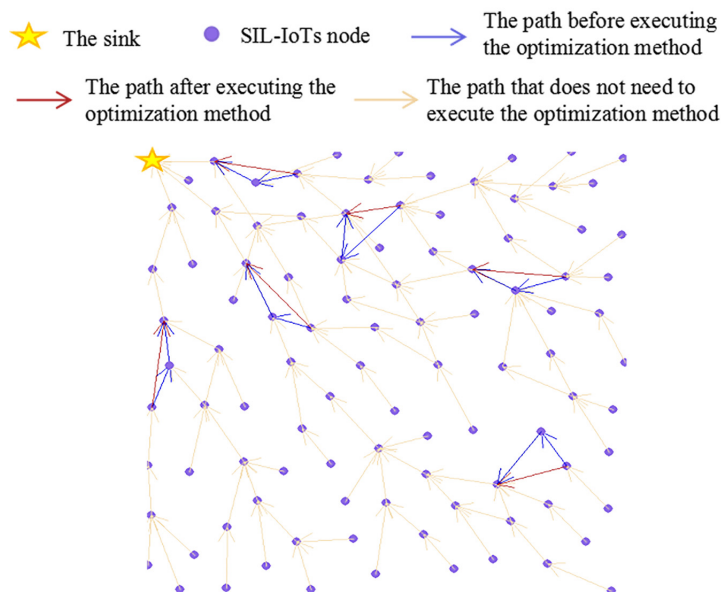 The sink
SIL-IoTs node
The path before executing
the optimization method
The path after executing the
optimization method
The path that does not need to
execute the optimization method